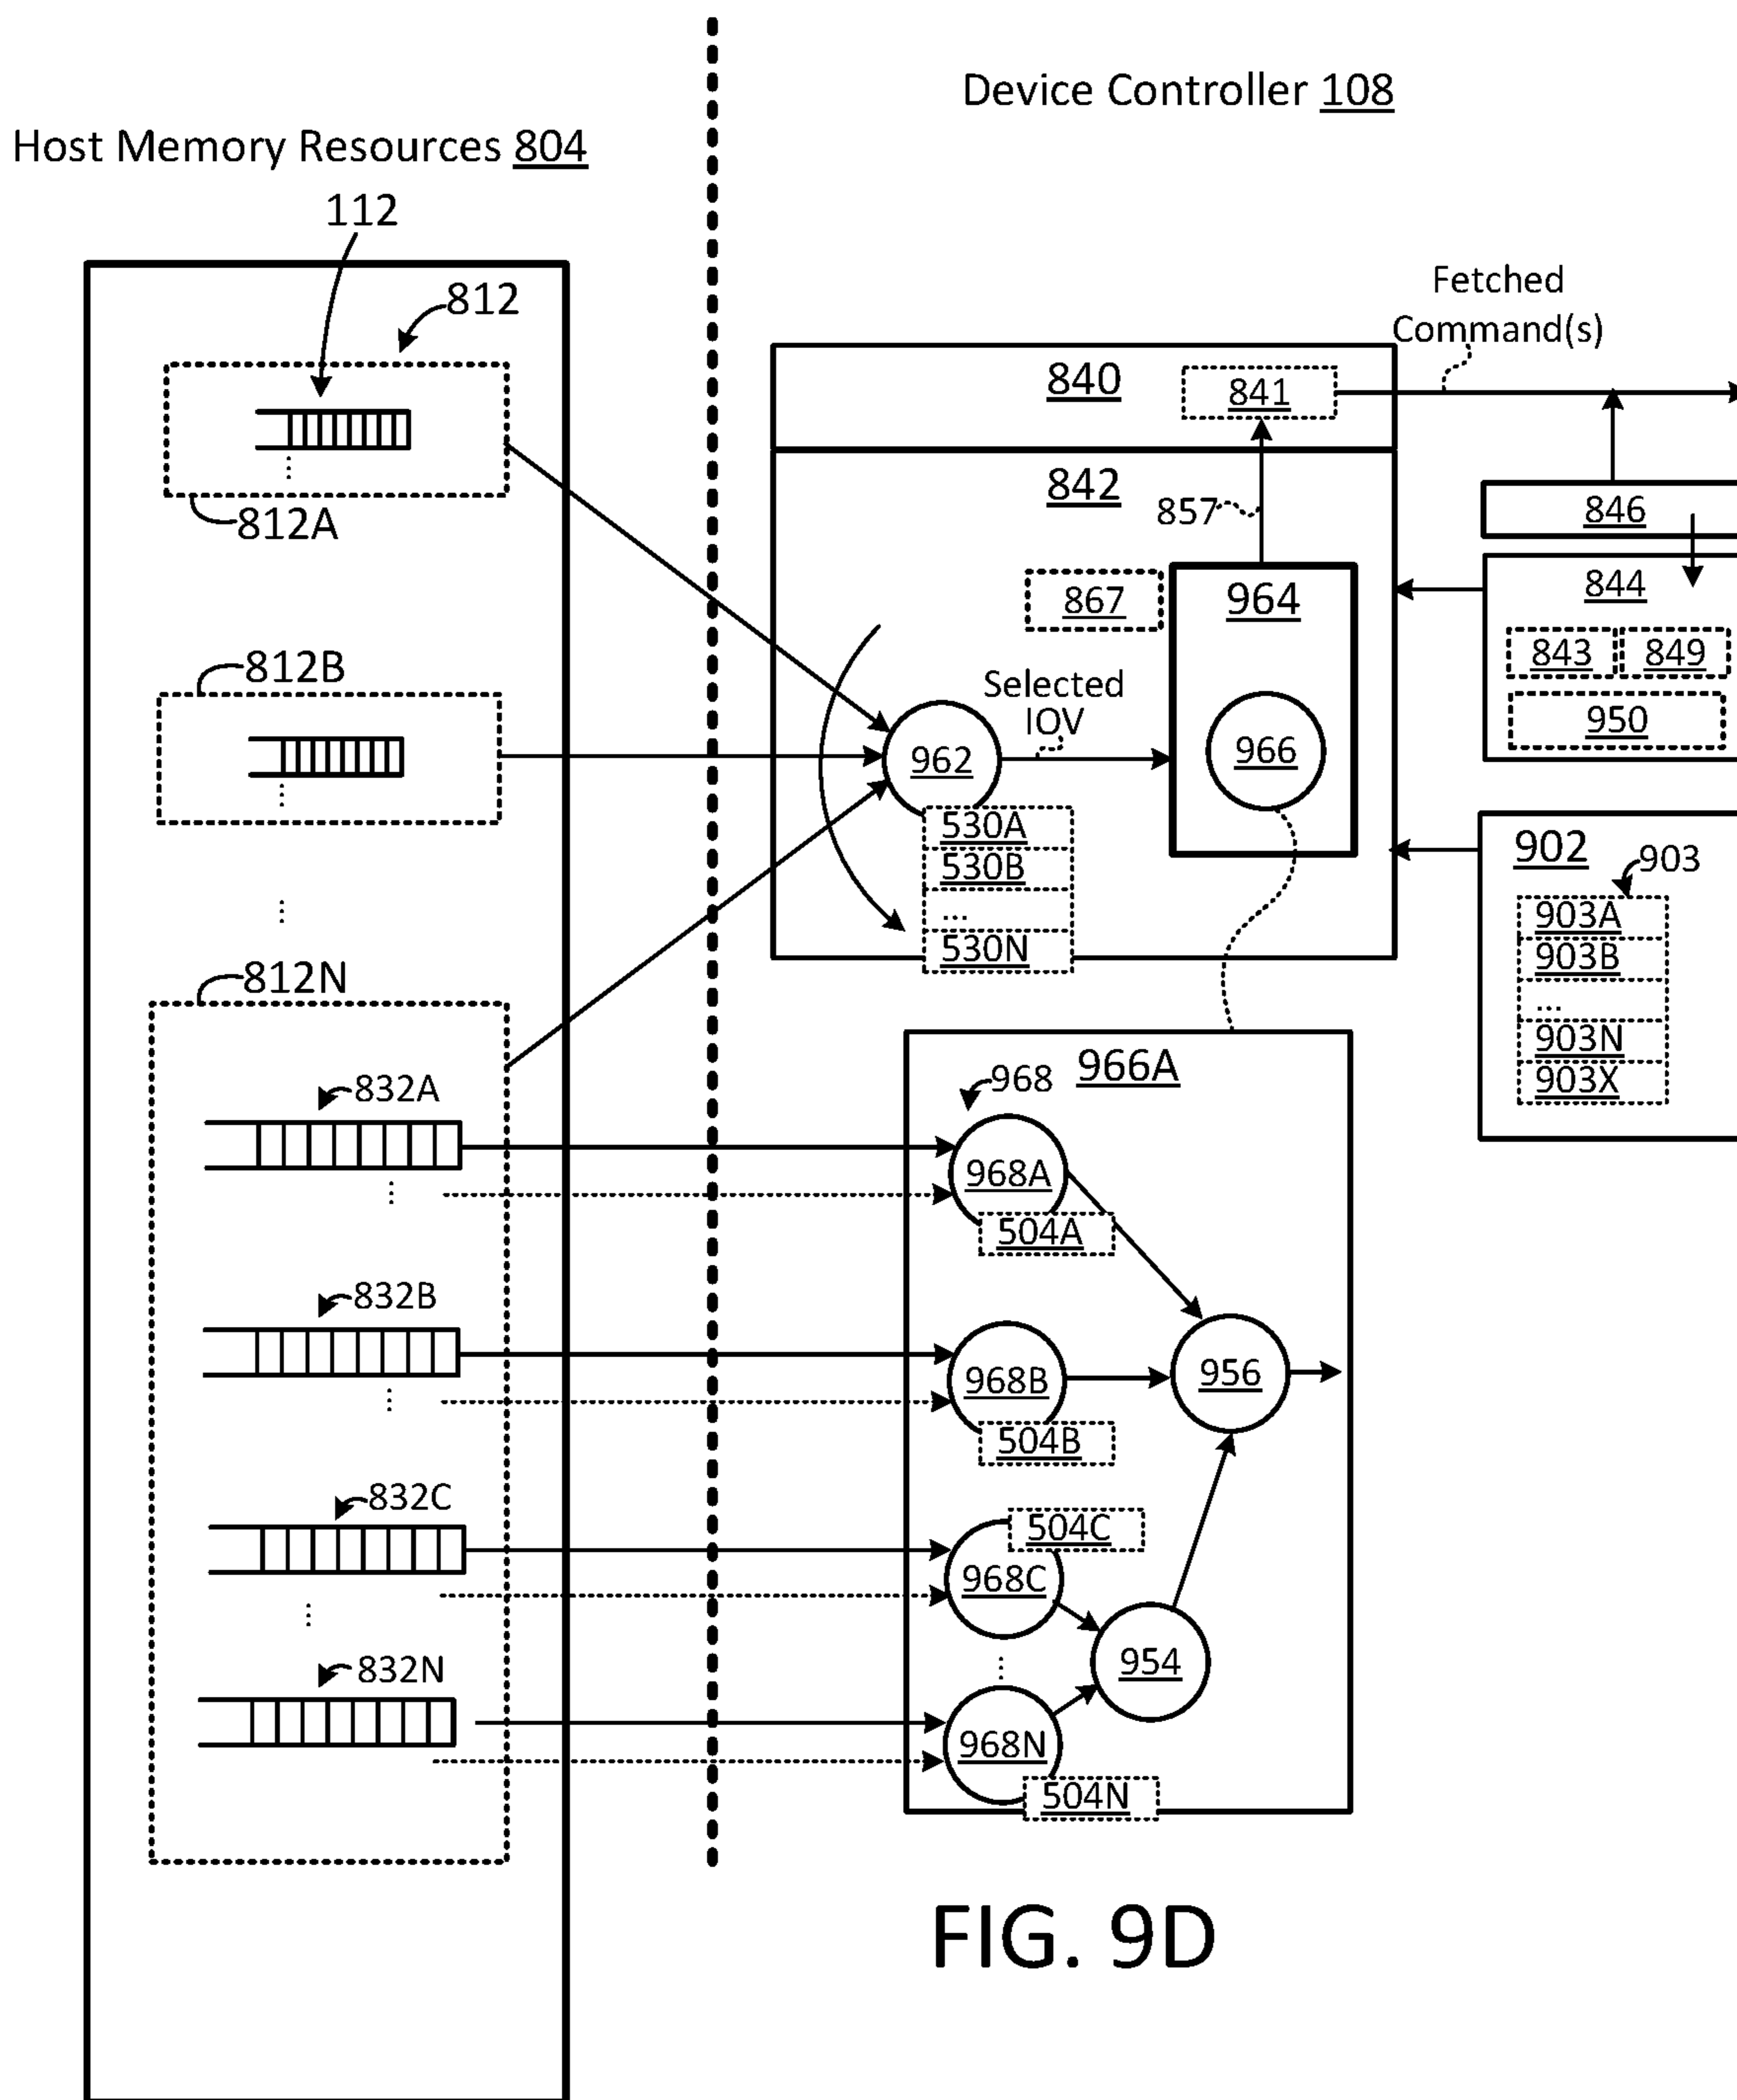 Device Controller 108
Host Memory Resources 804
112
812
812A
812B
812N
832A
832B
832C
832N
Fetched
Command(s)
840
841
842
857
867
964
Selected
IOV
962
966
530A
530B
...
530N
846
844
843
849
950
902
903
903A
903B
...
903N
903X
966A
968
968A
504A
968B
504B
956
504C
968C
954
968N
504N
FIG. 9D